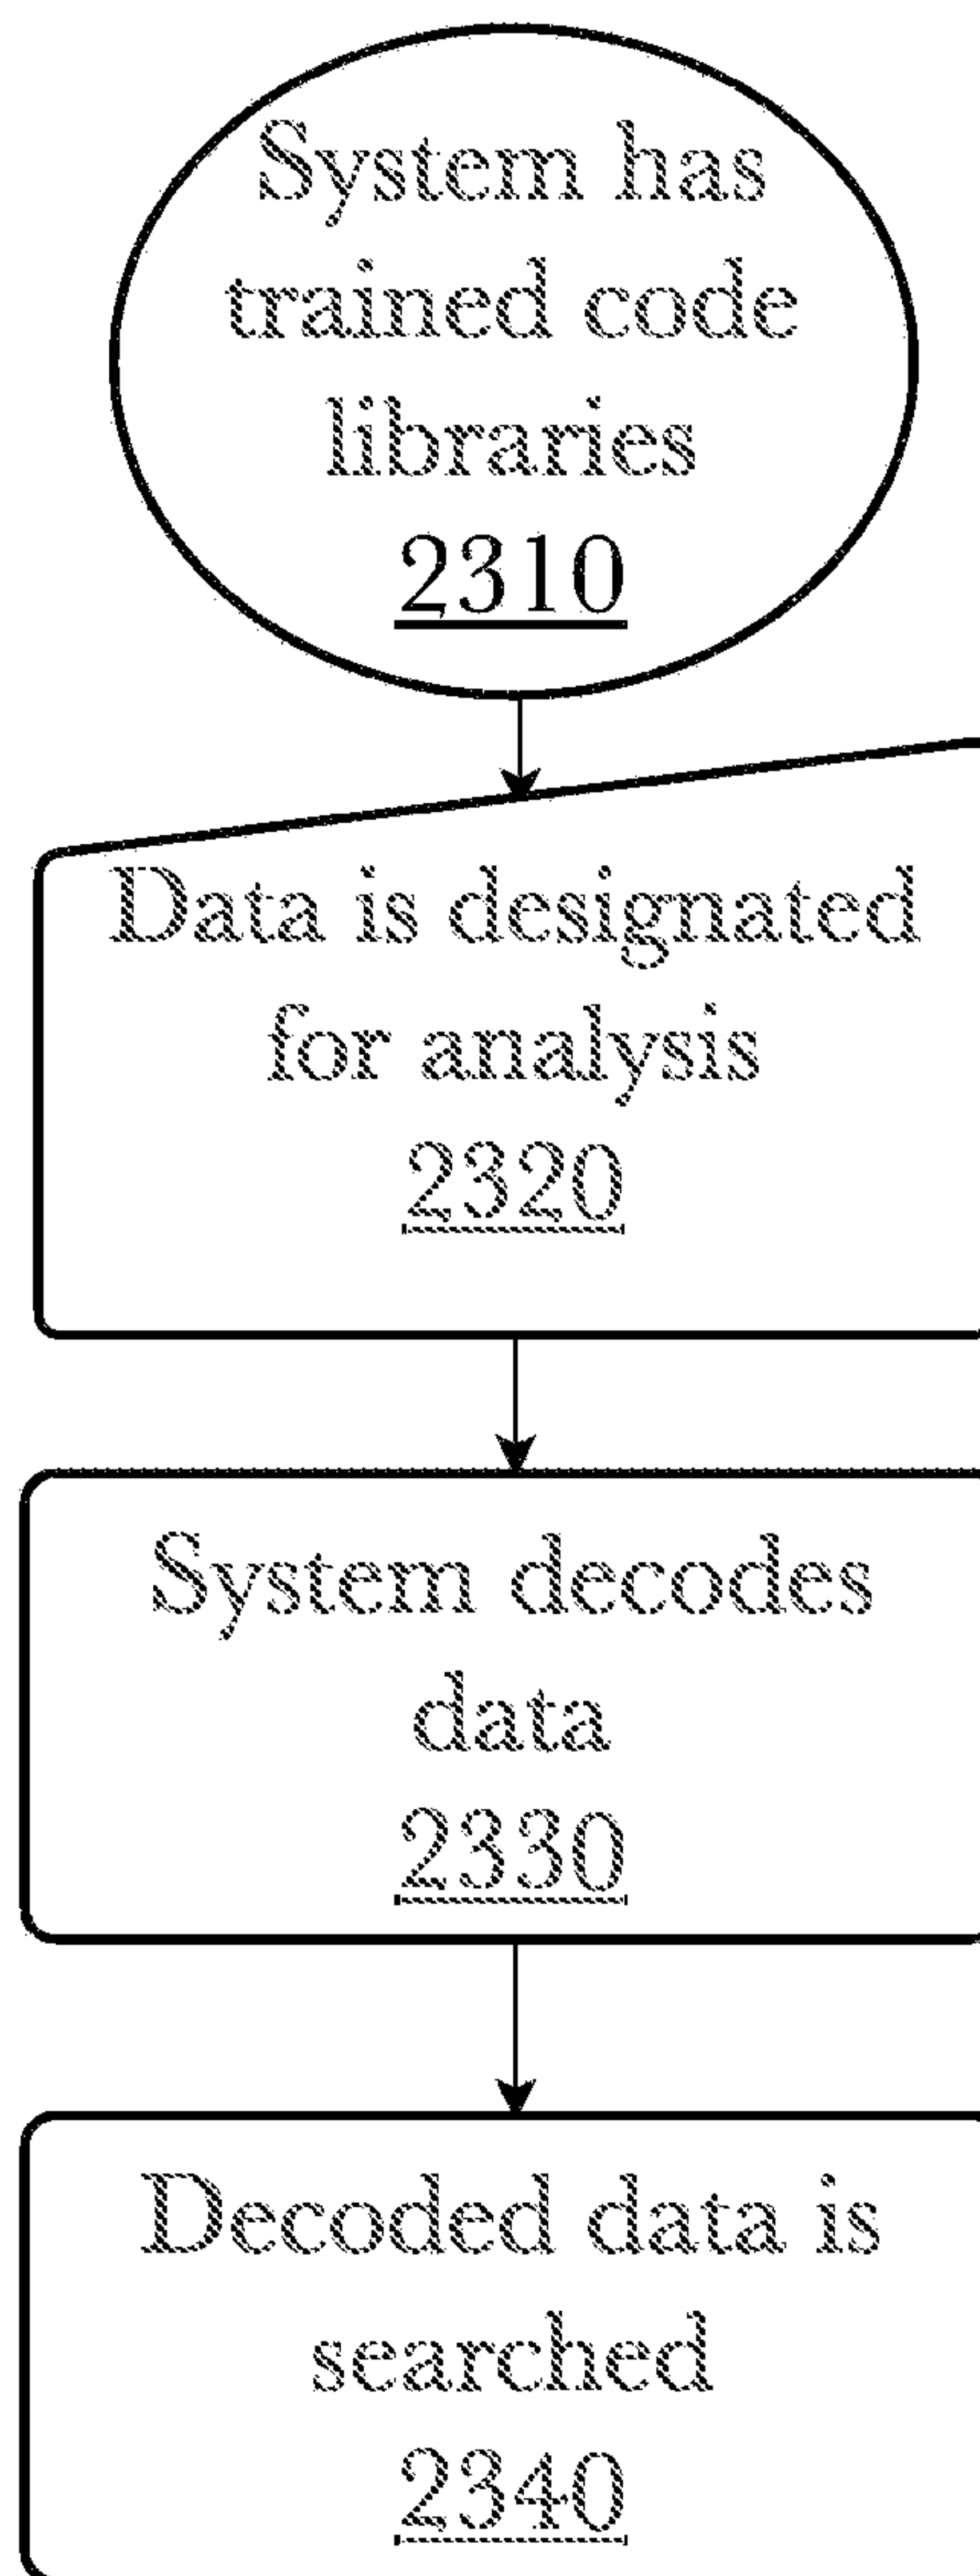 System has
trained code
libraries
2310
Data is designated
for analysis
2320
System decodes
data
2330
Decoded data is
searched
2340